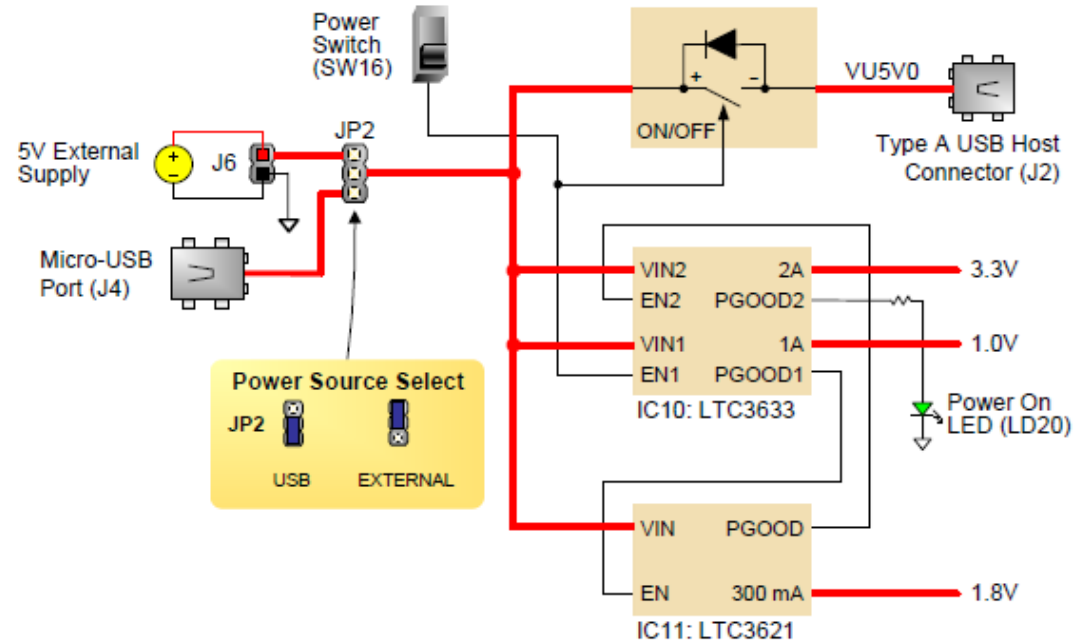 Power
Switch
(SW16)
+ −
ON/OFF
VU5V0
Type A USB Host
Connector (J2)
5V External
Supply
+
−
J6
JP2
Micro-USB
Port (J4)
Power Source Select
JP2
USB
EXTERNAL
VIN2
2A
3.3V
EN2
PGOOD2
VIN1
1A
1.0V
EN1
PGOOD1
IC10: LTC3633
Power On
LED (LD20)
VIN
PGOOD
EN
300 mA
1.8V
IC11: LTC3621